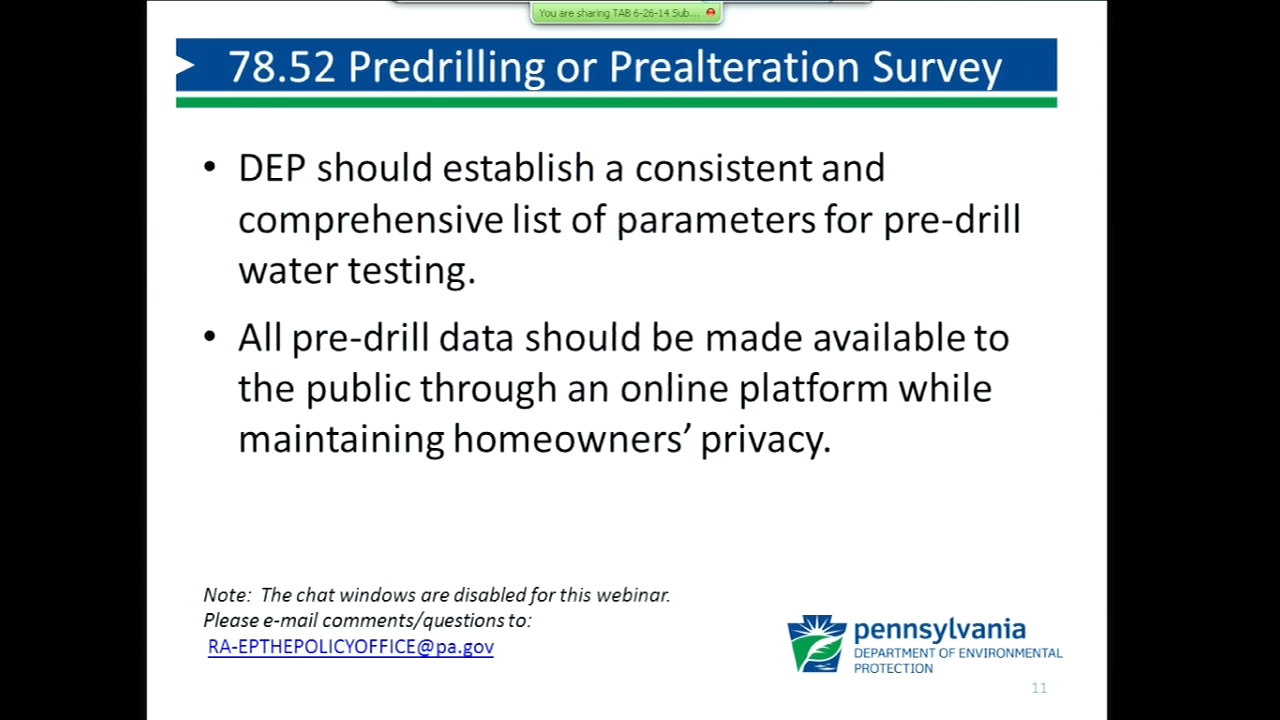 You are sharing TAB 6-26-14 Sub...
78.52 Predrilling or Prealteration Survey
• DEP should establish a consistent and
comprehensive list of parameters for pre-drill
water testing.
• All pre-drill data should be made available to
the public through an online platform while
maintaining homeowners’ privacy.
Note:  The chat windows are disabled for this webinar.
Please e-mail comments/questions to:
RA-EPTHEPOLICYOFFICE@pa.gov
pennsylvania
DEPARTMENT OF ENVIRONMENTAL
PROTECTION
11